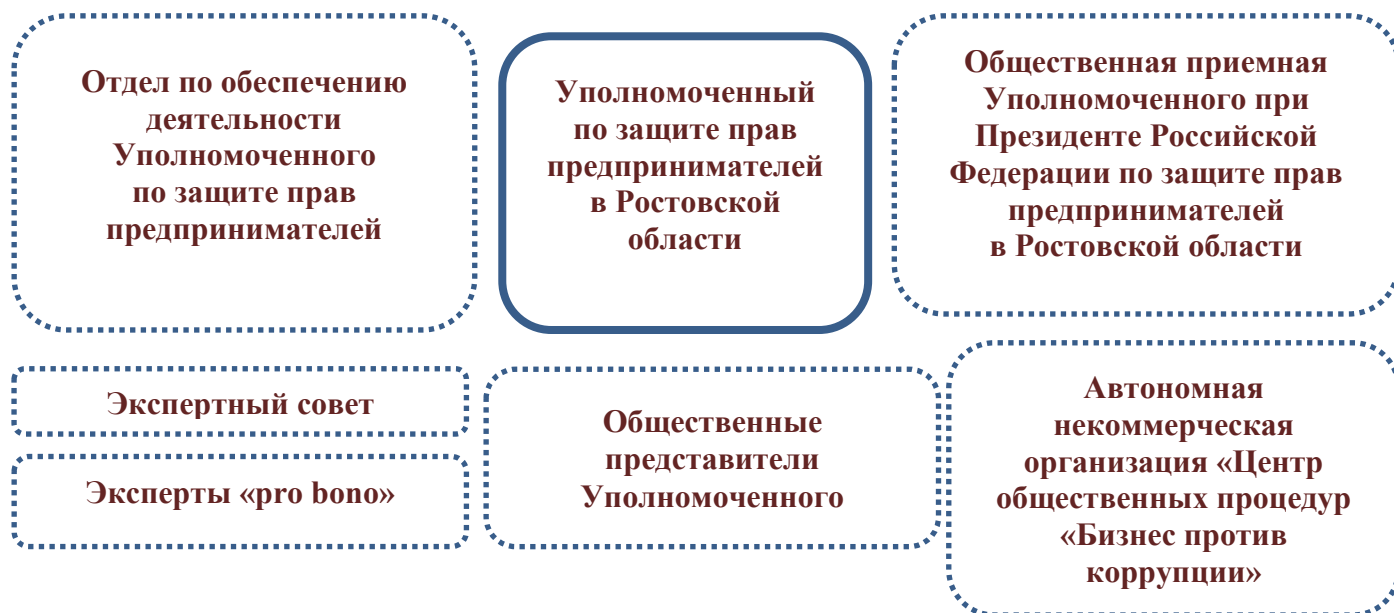 Отдел по обеспечению
деятельности
Уполномоченного
по защите прав
предпринимателей
Уполномоченный
по защите прав
предпринимателей
в Ростовской
области
Общественная приемная
Уполномоченного при
Президенте Российской
Федерации по защите прав
предпринимателей
в Ростовской области
Экспертный совет
Эксперты «pro bono»
Общественные
представители
Уполномоченного
Автономная
некоммерческая
организация «Центр
общественных процедур
«Бизнес против
коррупции»